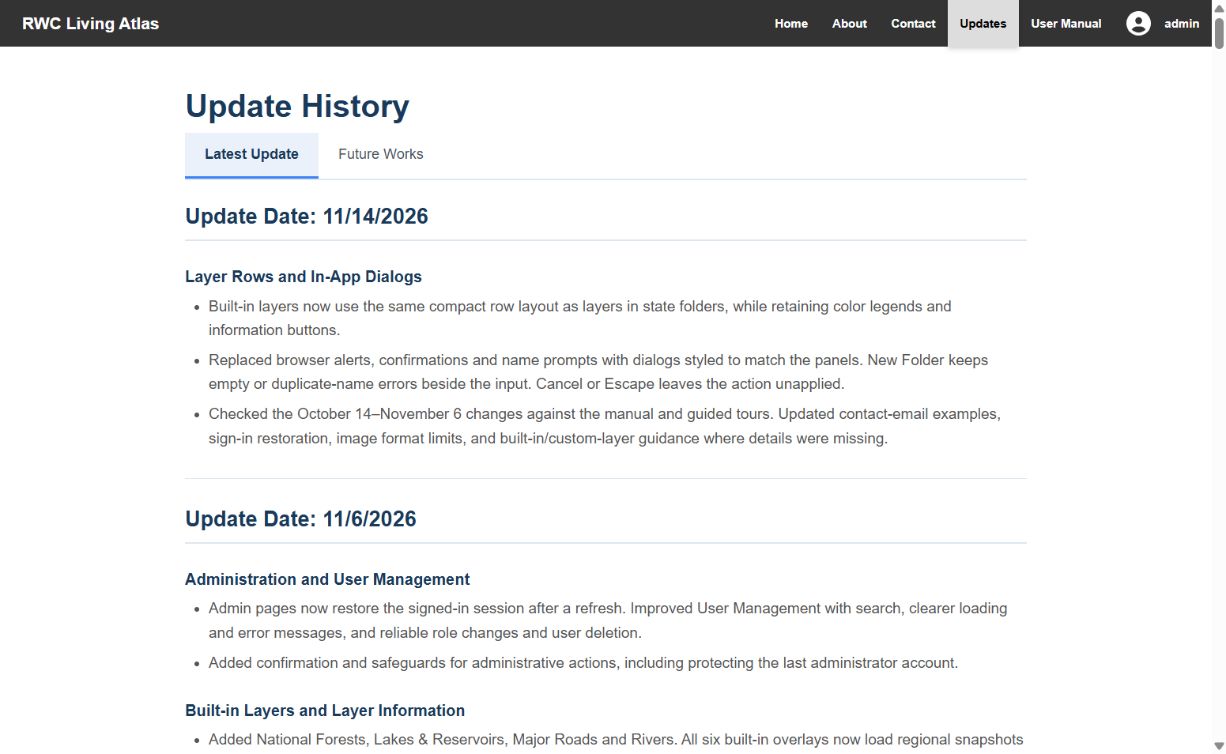 RWC Living Atlas
Home About Contact Updates User Manual admin
Update History
Latest Update Future Works
Update Date: 11/14/2026
Layer Rows and In-App Dialogs
• Built-in layers now use the same compact row layout as layers in state folders, while retaining color legends and
information buttons.
• Replaced browser alerts, confirmations and name prompts with dialogs styled to match the panels. New Folder keeps
empty or duplicate-name errors beside the input. Cancel or Escape leaves the action unapplied.
• Checked the October 14–November 6 changes against the manual and guided tours. Updated contact-email examples,
sign-in restoration, image format limits, and built-in/custom-layer guidance where details were missing.
Update Date: 11/6/2026
Administration and User Management
• Admin pages now restore the signed-in session after a refresh. Improved User Management with search, clearer loading
and error messages, and reliable role changes and user deletion.
• Added confirmation and safeguards for administrative actions, including protecting the last administrator account.
Built-in Layers and Layer Information
• Added National Forests, Lakes & Reservoirs, Major Roads and Rivers. All six built-in overlays now load regional snapshots